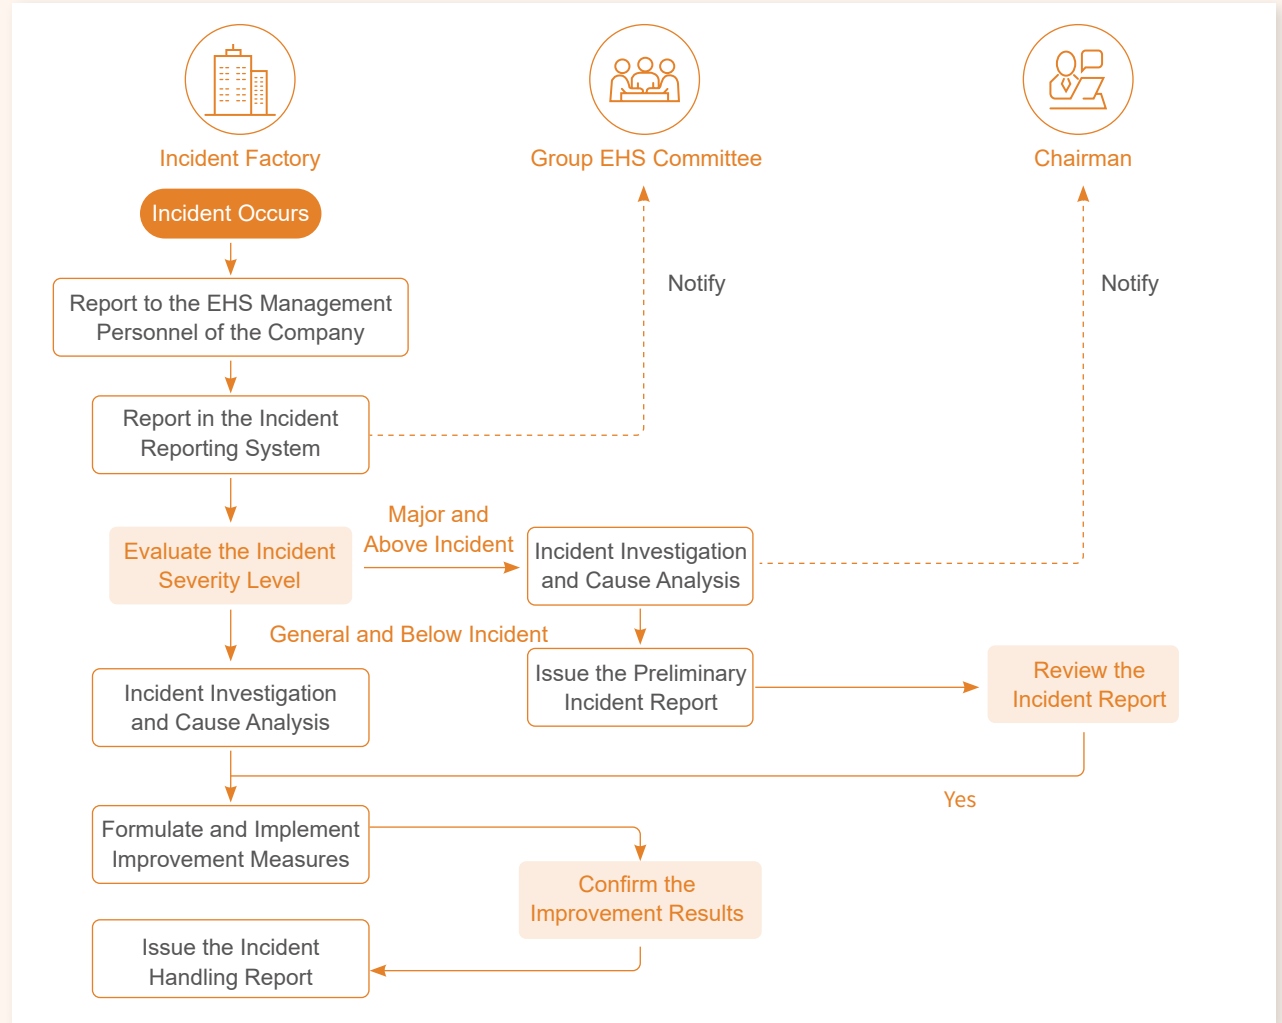 Incident Factory
Group EHS Committee
Chairman
Incident Occurs
Report to the EHS Management
Personnel of the Company
Notify
Notify
Report in the Incident
Reporting System
Evaluate the Incident
Severity Level
Major and
Above Incident
Incident Investigation
and Cause Analysis
General and Below Incident
Incident Investigation
and Cause Analysis
Issue the Preliminary
Incident Report
Review the
Incident Report
Yes
Formulate and Implement
Improvement Measures
Confirm the
Improvement Results
Issue the Incident
Handling Report